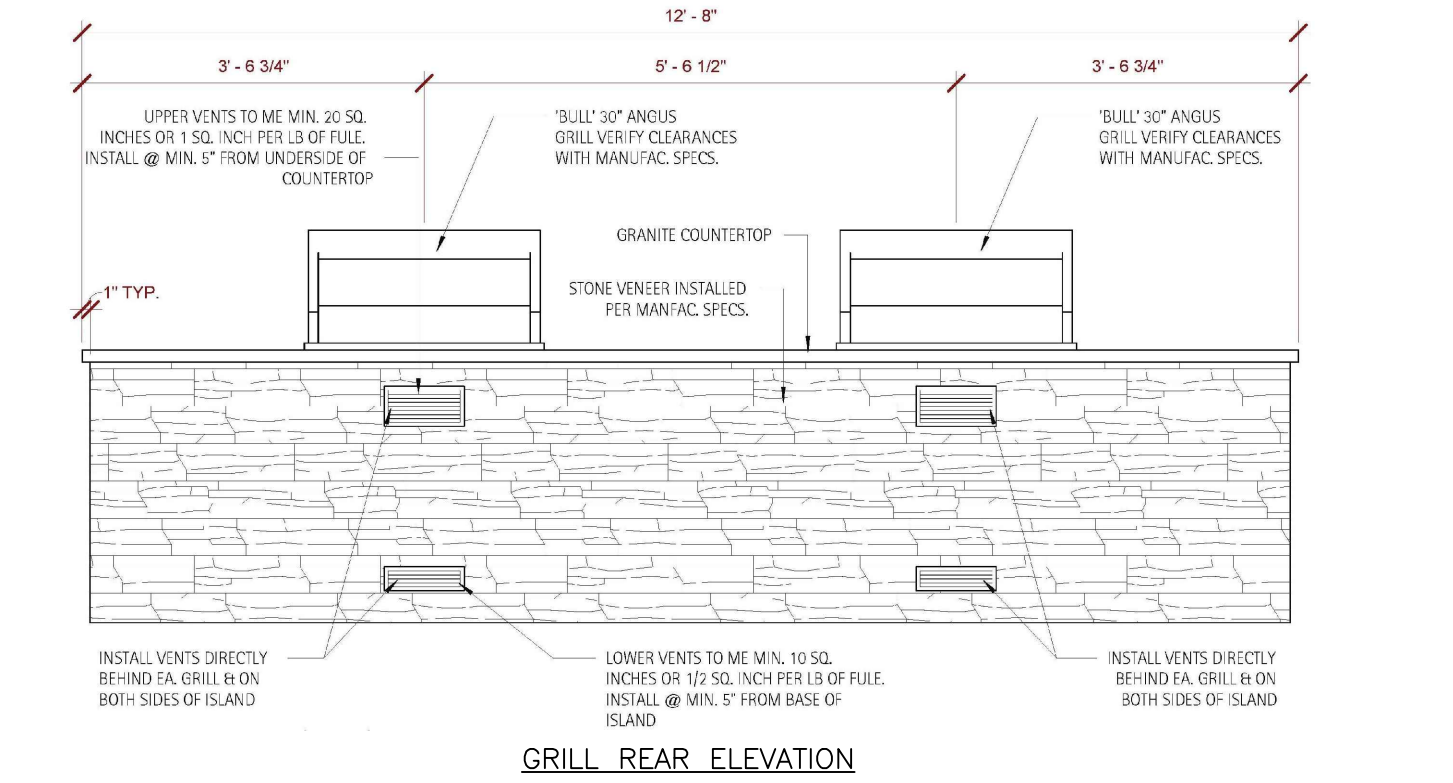 12' - 8"
3' - 6 3/4"
5' - 6 1/2"
3' - 6 3/4"
UPPER VENTS TO ME MIN. 20 SQ.
INCHES OR 1 SQ. INCH PER LB OF FULE.
INSTALL @ MIN. 5" FROM UNDERSIDE OF
COUNTERTOP
'BULL' 30" ANGUS
GRILL VERIFY CLEARANCES
WITH MANUFAC. SPECS.
'BULL' 30" ANGUS
GRILL VERIFY CLEARANCES
WITH MANUFAC. SPECS.
GRANITE COUNTERTOP
STONE VENEER INSTALLED
PER MANFAC. SPECS.
1" TYP.
INSTALL VENTS DIRECTLY
BEHIND EA. GRILL & ON
BOTH SIDES OF ISLAND
LOWER VENTS TO ME MIN. 10 SQ.
INCHES OR 1/2 SQ. INCH PER LB OF FULE.
INSTALL @ MIN. 5" FROM BASE OF
ISLAND
INSTALL VENTS DIRECTLY
BEHIND EA. GRILL & ON
BOTH SIDES OF ISLAND
GRILL REAR ELEVATION